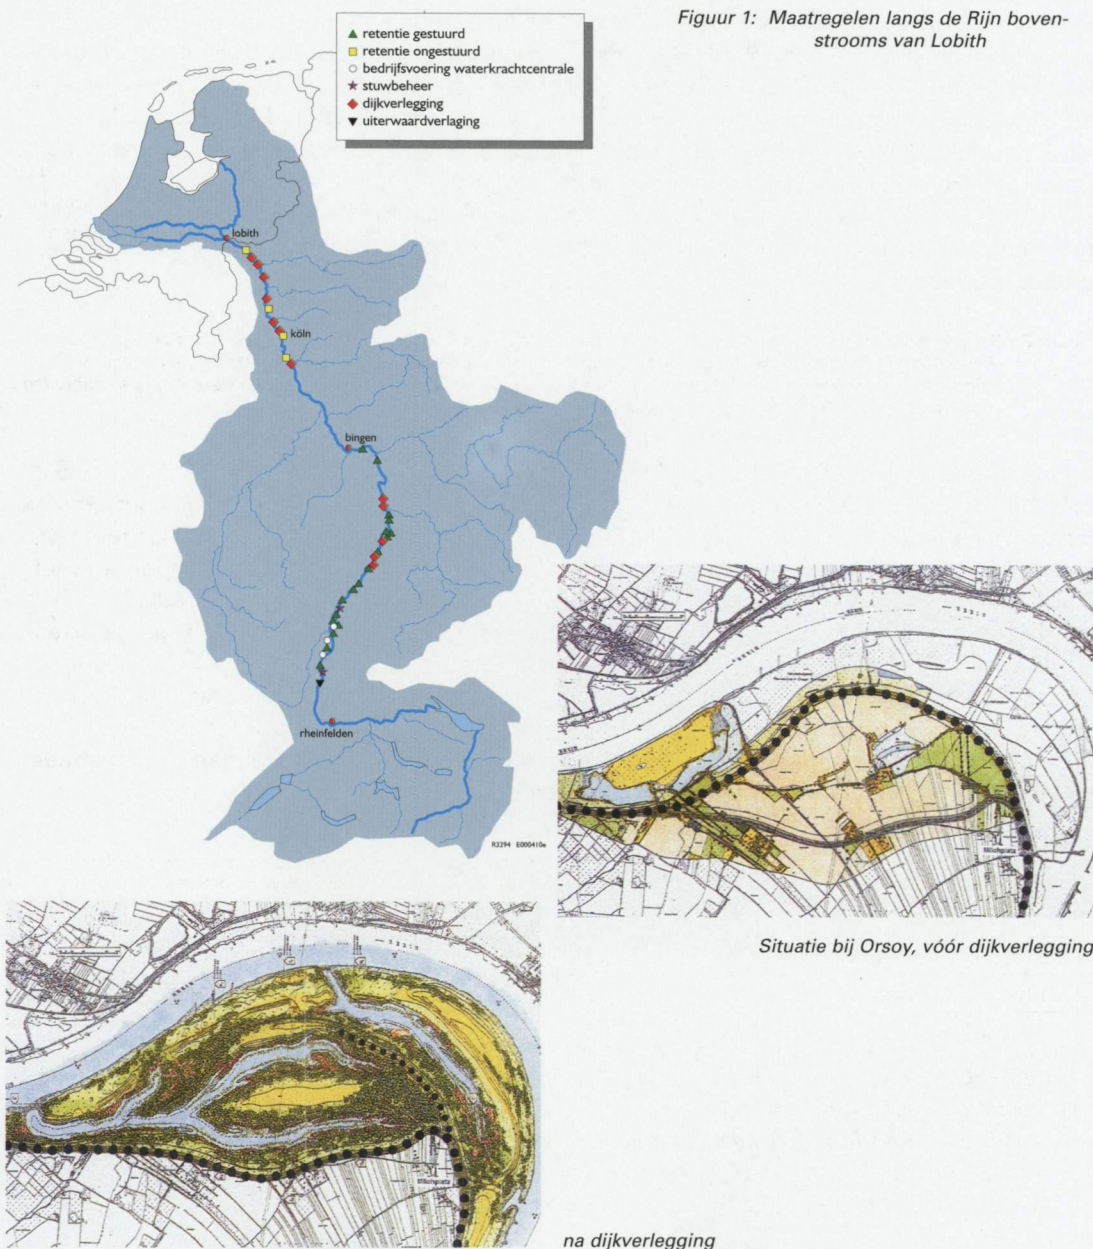 Figuur 1: Maatregelen langs de Rijn boven-
strooms van Lobith
retentie gestuurd
retentie ongestuurd
bedrijfsvoering waterkrachtcentrale
stuwbeheer
dijkverlegging
uiterwaardverlaging
lobith
köln
bingen
rheinfelden
R3294 E000410e
Situatie bij Orsoy, vóór dijkverlegging
na dijkverlegging